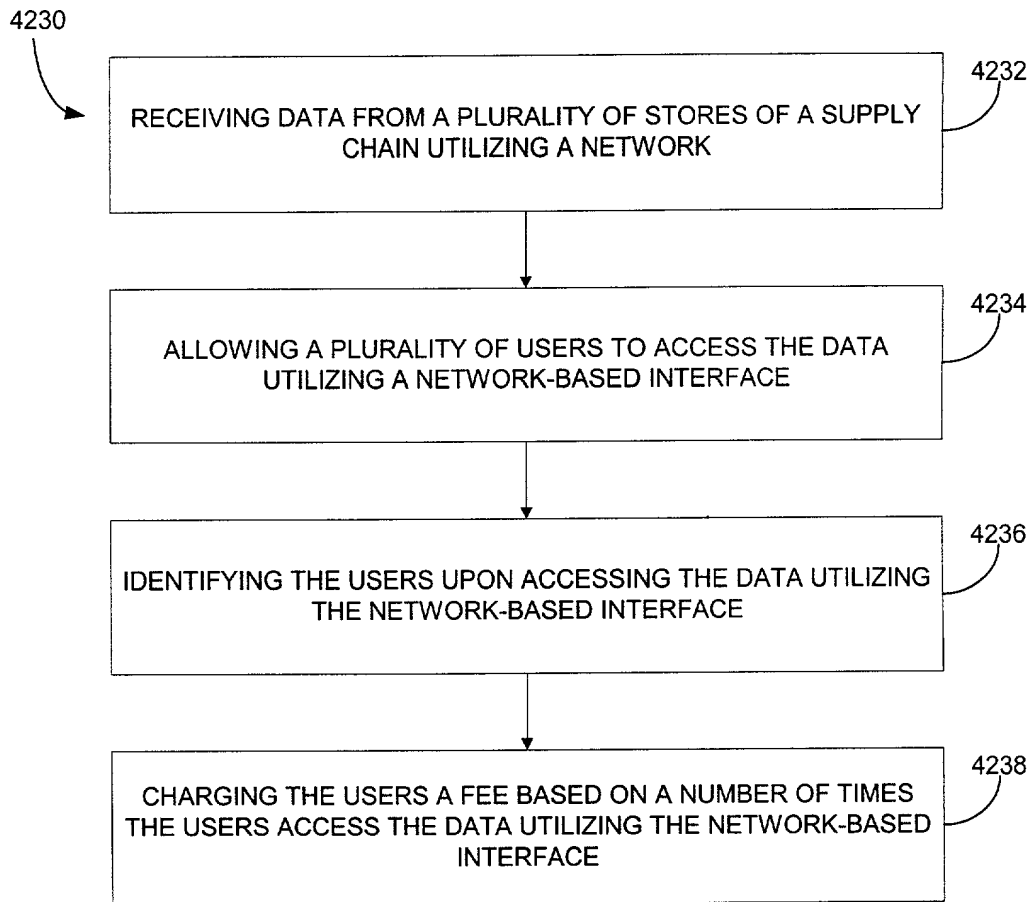 4230
4232
RECEIVING DATA FROM A PLURALITY OF STORES OF A SUPPLY
CHAIN UTILIZING A NETWORK
4234
ALLOWING A PLURALITY OF USERS TO ACCESS THE DATA
UTILIZING A NETWORK-BASED INTERFACE
4236
IDENTIFYING THE USERS UPON ACCESSING THE DATA UTILIZING
THE NETWORK-BASED INTERFACE
4238
CHARGING THE USERS A FEE BASED ON A NUMBER OF TIMES
THE USERS ACCESS THE DATA UTILIZING THE NETWORK-BASED
INTERFACE